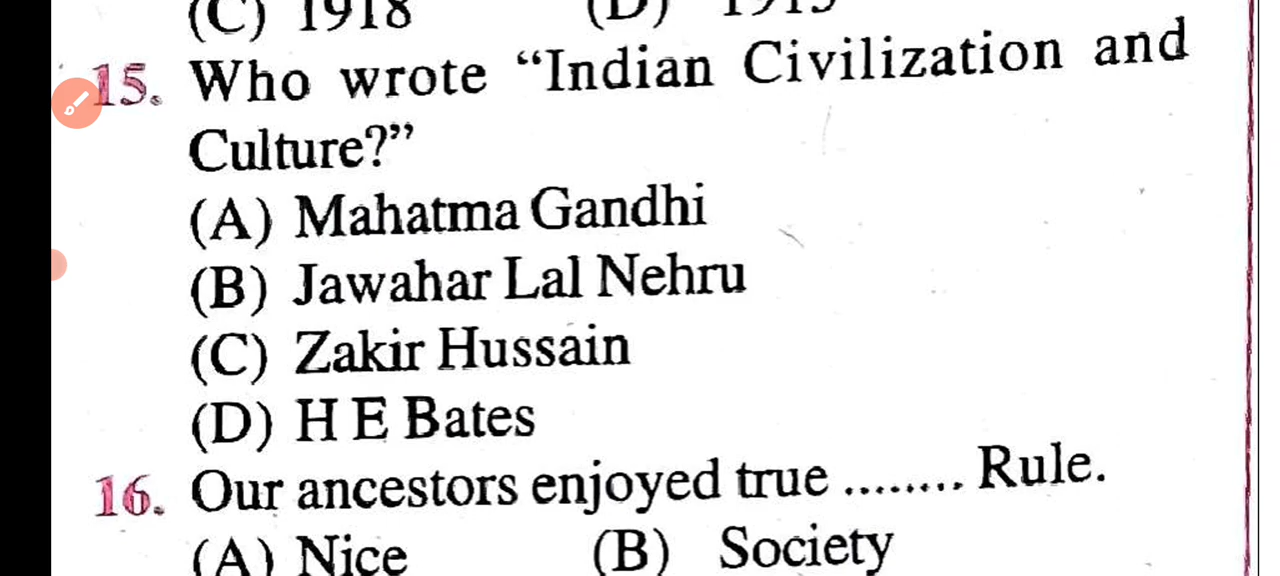 (C) 1918 (D) 1915
15. Who wrote “Indian Civilization and
Culture?”
(A) Mahatma Gandhi
(B) Jawahar Lal Nehru
(C) Zakir Hussain
(D) H E Bates
16. Our ancestors enjoyed true ........ Rule.
(A) Nice (B) Society